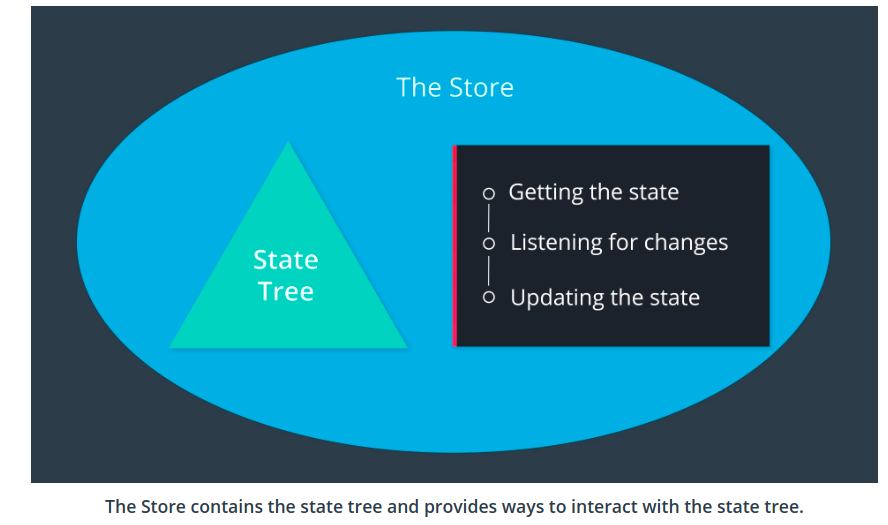 The Store
State
Tree
Getting the state
Listening for changes
Updating the state
The Store contains the state tree and provides ways to interact with the state tree.